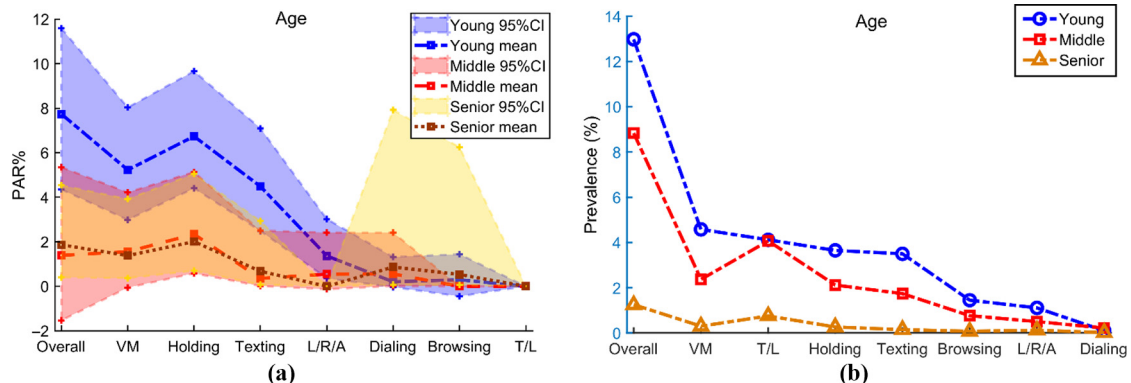 Age
12
10
8
6
4
2
0
−2
PAR%
Young 95%CI
Young mean
Middle 95%CI
Middle mean
Senior 95%CI
Senior mean
Overall VM Holding Texting L/R/A Dialing Browsing T/L
(a)
Age
14
12
10
8
6
4
2
0
Prevalence (%)
Young
Middle
Senior
Overall VM T/L Holding Texting Browsing L/R/A Dialing
(b)